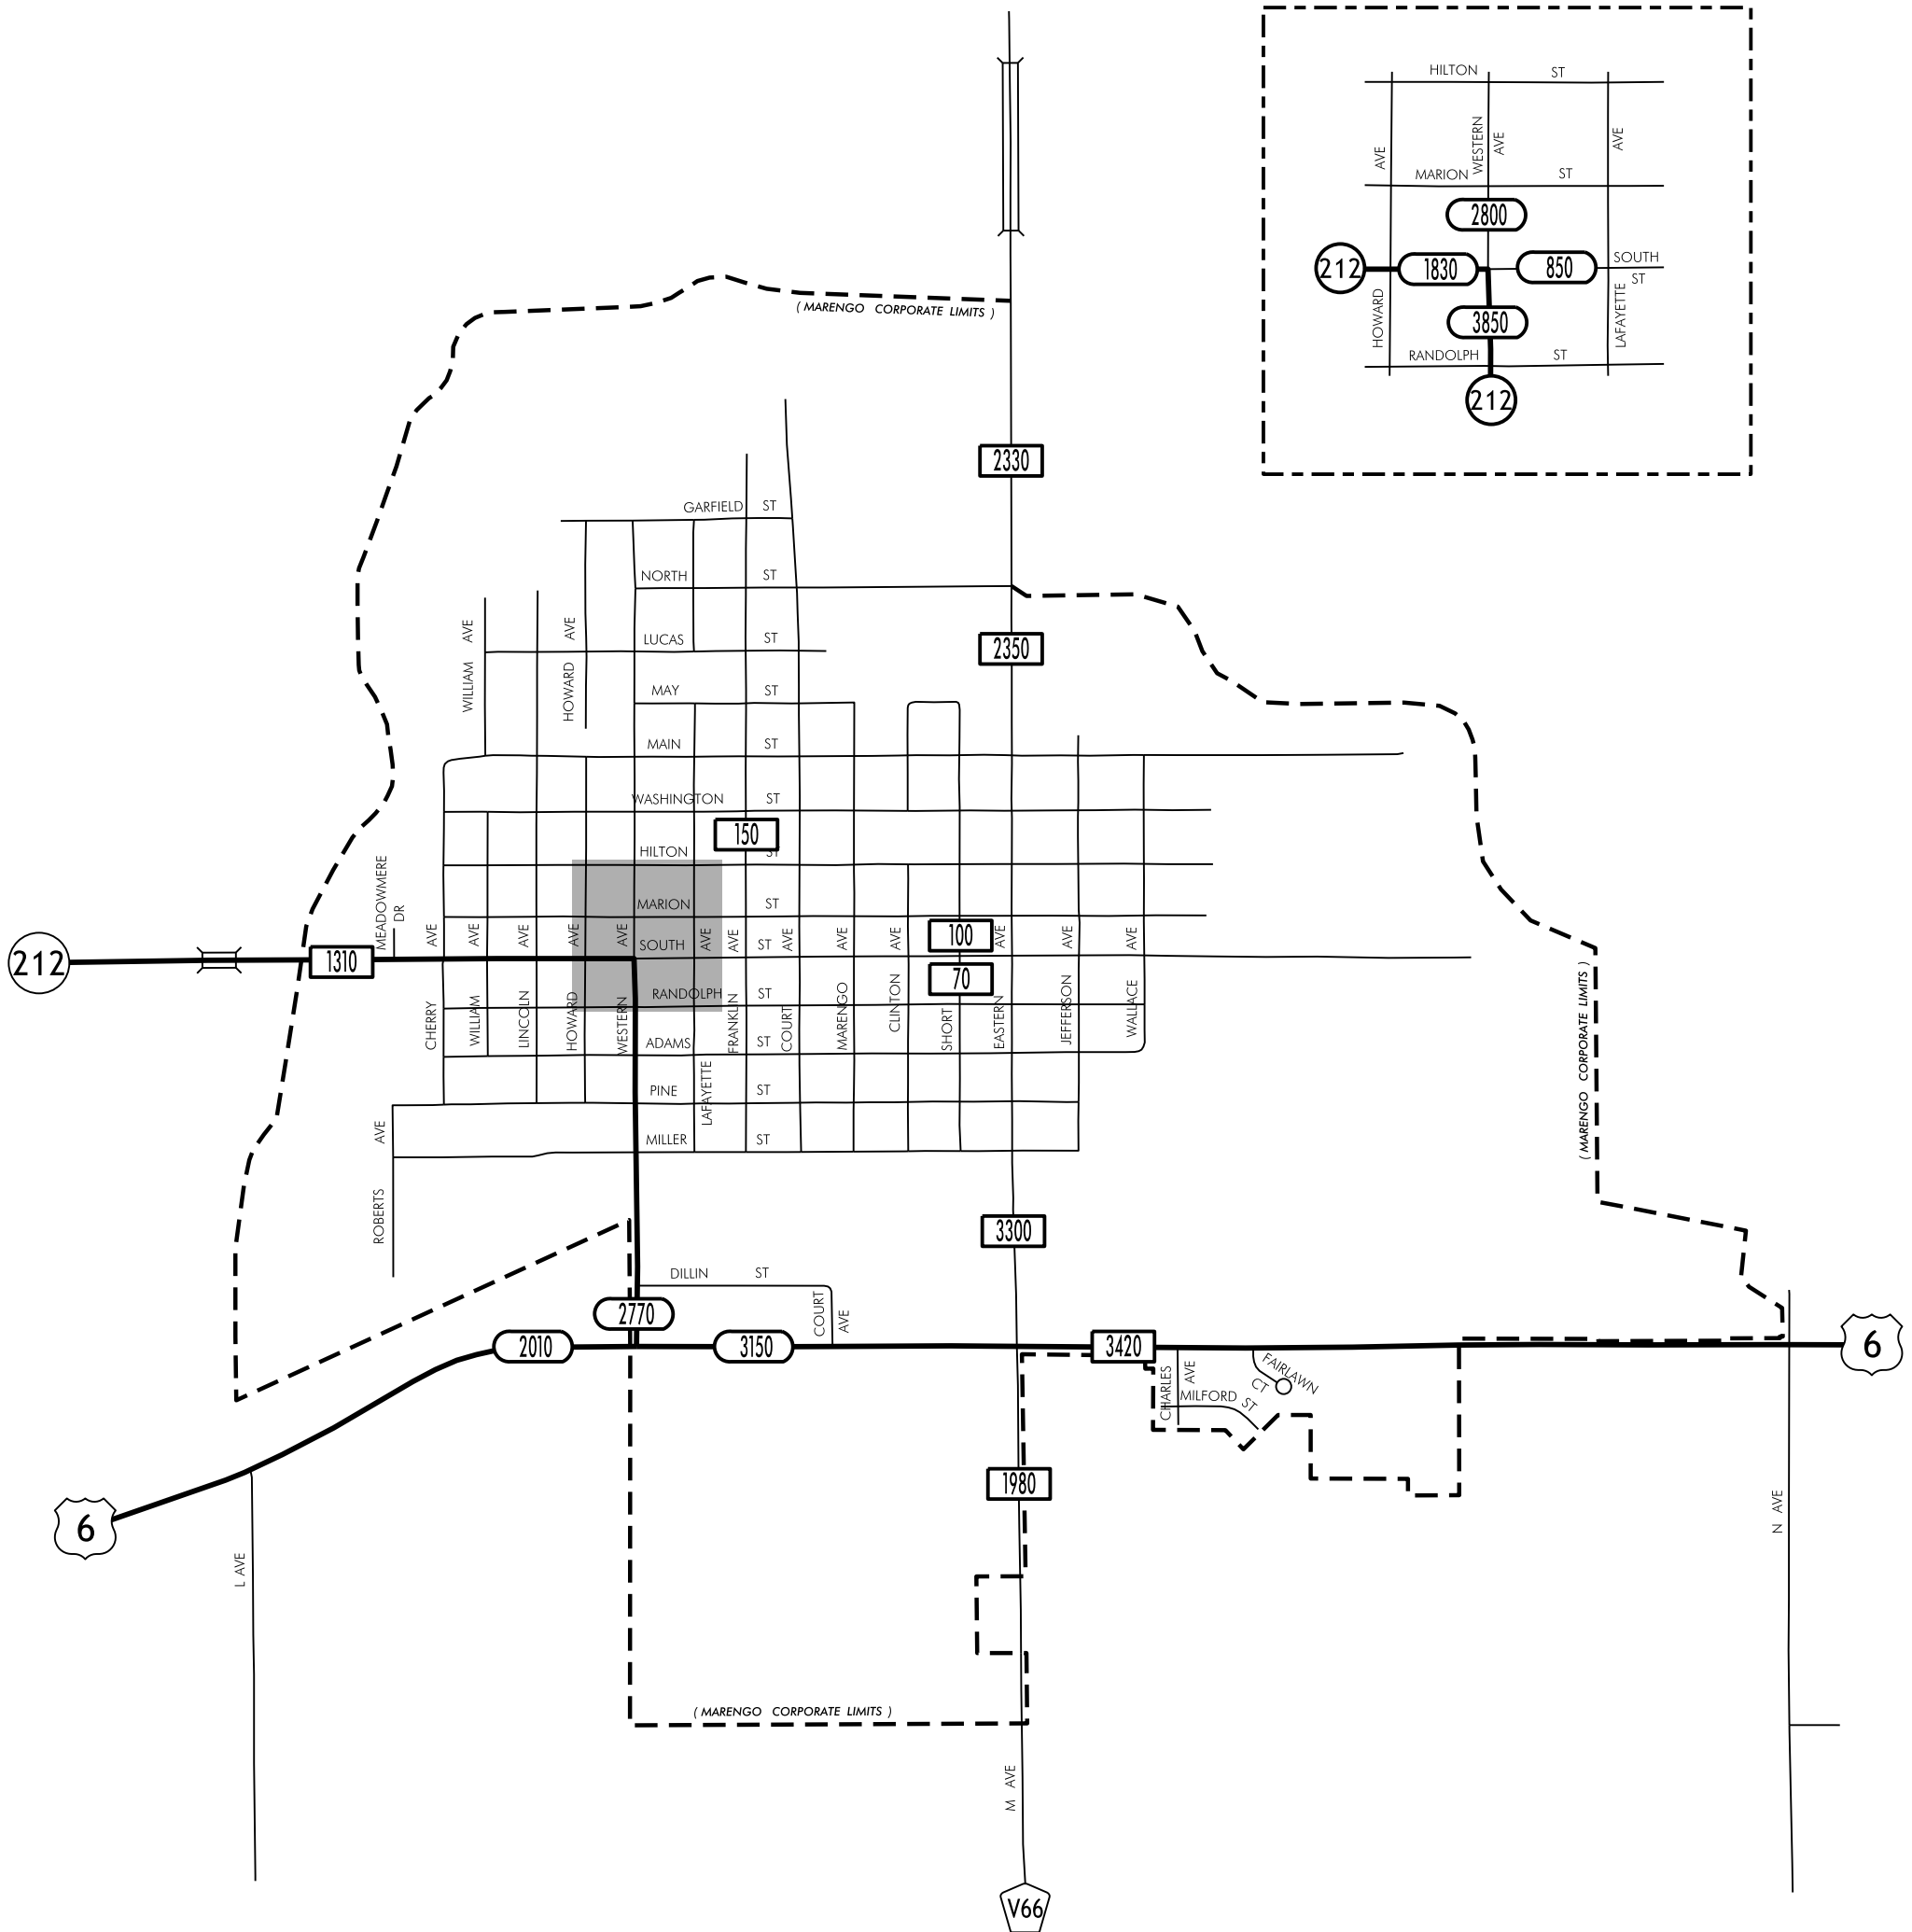 HILTON ST
WESTERN AVE
AVE
AVE
MARION ST
2800
212
1830
850
SOUTH ST
3850
HOWARD
LAFAYETTE
RANDOLPH ST
212
( MARENGO CORPORATE LIMITS )
2330
GARFIELD ST
NORTH ST
WILLIAM AVE
HOWARD AVE
LUCAS ST
2350
MAY ST
MAIN ST
WASHINGTON ST
150
HILTON ST
MEADOWMERE DR
MARION ST
100
AVE
AVE
AVE
AVE
AVE
AVE
AVE
AVE
AVE
AVE
AVE
AVE
AVE
SOUTH ST
212
1310
70
RANDOLPH ST
CHERRY
WILLIAM
LINCOLN
HOWARD
WESTERN
FRANKLIN
COURT
MARENGO
CLINTON
SHORT
EASTERN
JEFFERSON
WALLACE
ADAMS ST
( MARENGO CORPORATE LIMITS )
PINE ST
LAFAYETTE
MILLER ST
ROBERTS AVE
3300
DILLIN ST
2770
COURT AVE
2010
3150
3420
6
CHARLES AVE
FAIRLAWN CT
MILFORD ST
1980
6
L AVE
N AVE
( MARENGO CORPORATE LIMITS )
M AVE
V66